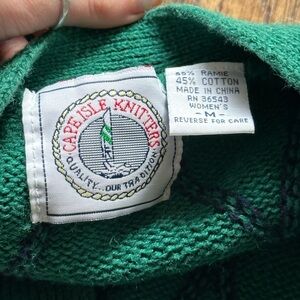 CAPE ISLE KNITTERS
QUALITY...OUR TRADITION
55% RAMIE
45% COTTON
MADE IN CHINA
RN 36543
WOMEN'S
- M -
REVERSE FOR CARE